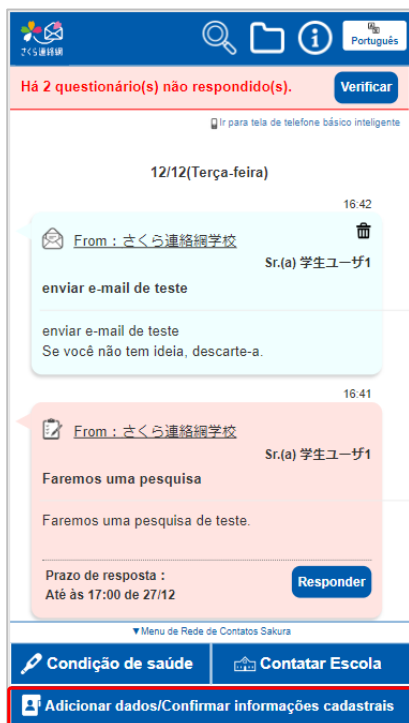 さくら連絡網
Português
Há 2 questionário(s) não respondido(s).
Verificar
Ir para tela de telefone básico inteligente
12/12(Terça-feira)
16:42
From : さくら連絡網学校
Sr.(a) 学生ユーザ1
enviar e-mail de teste
enviar e-mail de teste
Se você não tem ideia, descarte-a.
16:41
From : さくら連絡網学校
Sr.(a) 学生ユーザ1
Faremos uma pesquisa
Faremos uma pesquisa de teste.
Prazo de resposta :
Até às 17:00 de 27/12
Responder
▼Menu de Rede de Contatos Sakura
Condição de saúde
Contatar Escola
Adicionar dados/Confirmar informações cadastrais